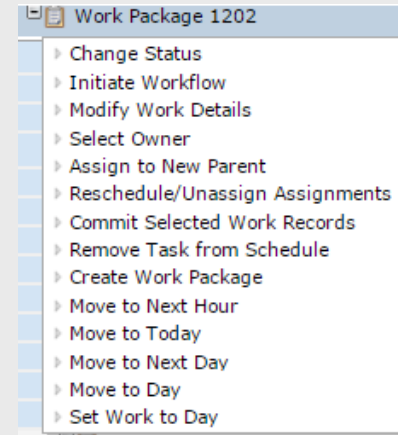 Work Package 1202
Change Status
Initiate Workflow
Modify Work Details
Select Owner
Assign to New Parent
Reschedule/Unassign Assignments
Commit Selected Work Records
Remove Task from Schedule
Create Work Package
Move to Next Hour
Move to Today
Move to Next Day
Move to Day
Set Work to Day